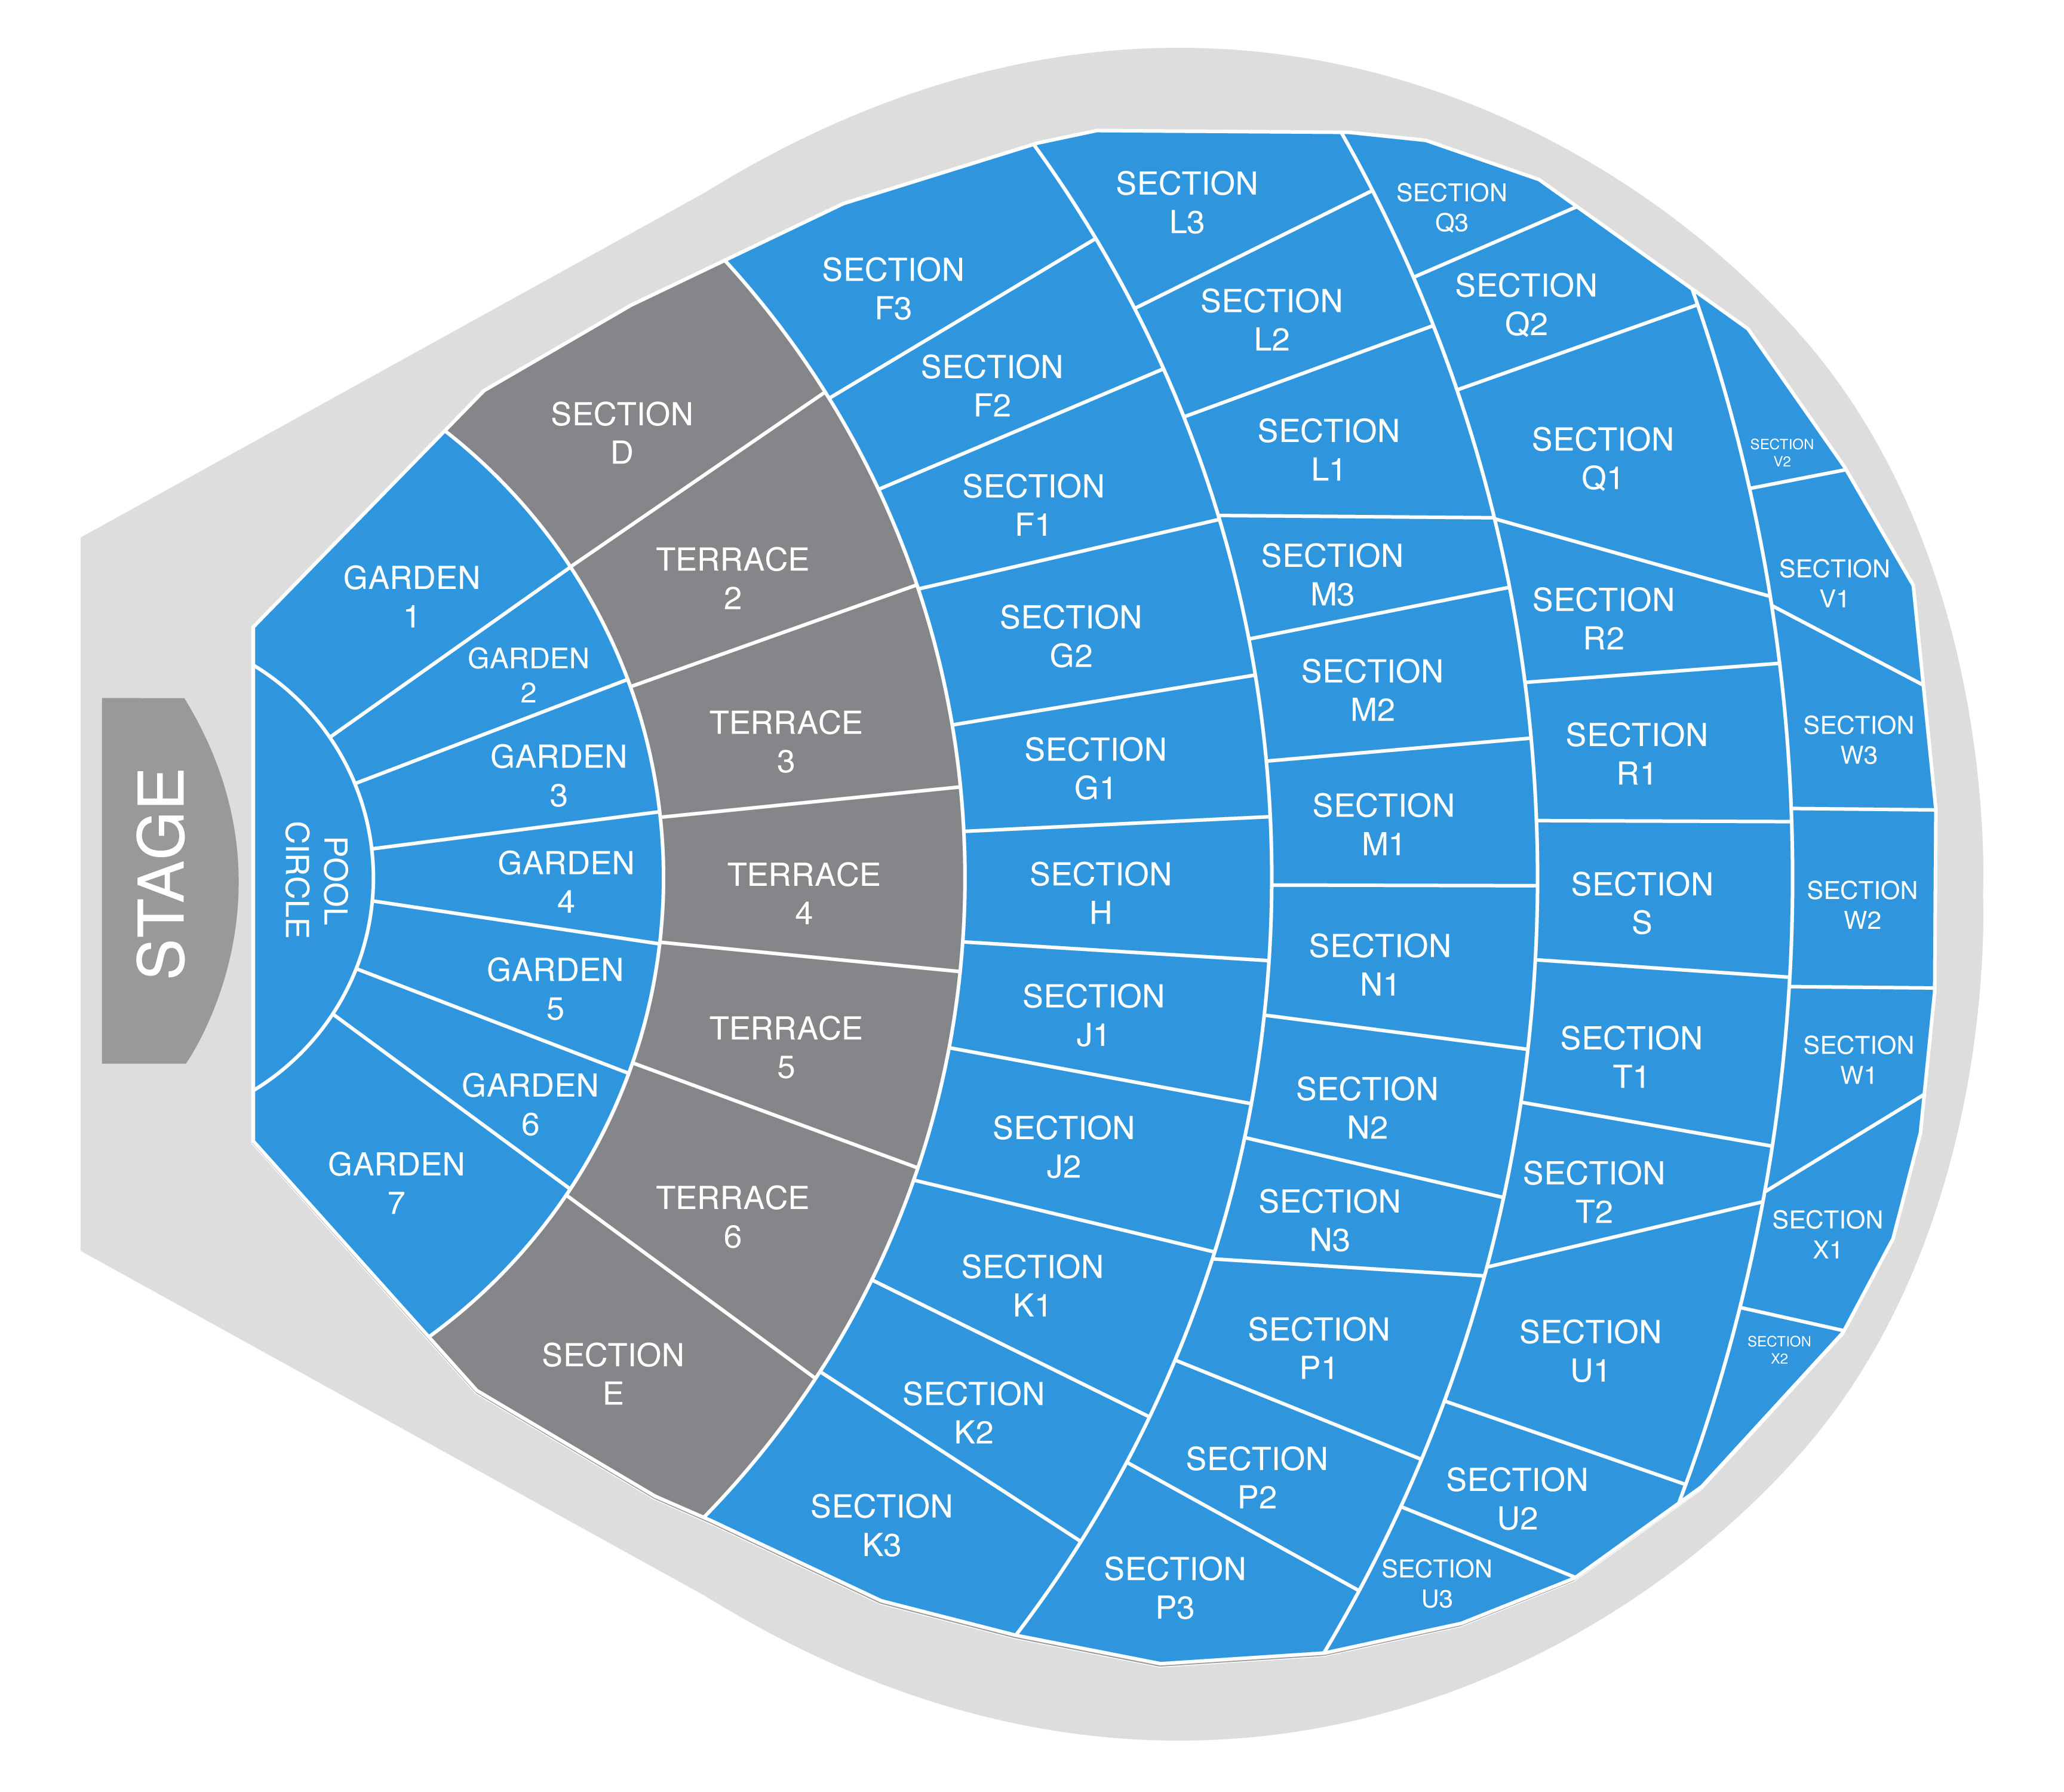 STAGE
POOL
CIRCLE
GARDEN
1
GARDEN
2
GARDEN
3
GARDEN
4
GARDEN
5
GARDEN
6
GARDEN
7
SECTION
D
TERRACE
2
TERRACE
3
TERRACE
4
TERRACE
5
TERRACE
6
SECTION
E
SECTION
F3
SECTION
F2
SECTION
F1
SECTION
G2
SECTION
G1
SECTION
H
SECTION
J1
SECTION
J2
SECTION
K1
SECTION
K2
SECTION
K3
SECTION
L3
SECTION
L2
SECTION
L1
SECTION
M3
SECTION
M2
SECTION
M1
SECTION
N1
SECTION
N2
SECTION
N3
SECTION
P1
SECTION
P2
SECTION
P3
SECTION
Q3
SECTION
Q2
SECTION
Q1
SECTION
R2
SECTION
R1
SECTION
S
SECTION
T1
SECTION
T2
SECTION
U1
SECTION
U2
SECTION
U3
SECTION
V2
SECTION
V1
SECTION
W3
SECTION
W2
SECTION
W1
SECTION
X1
SECTION
X2